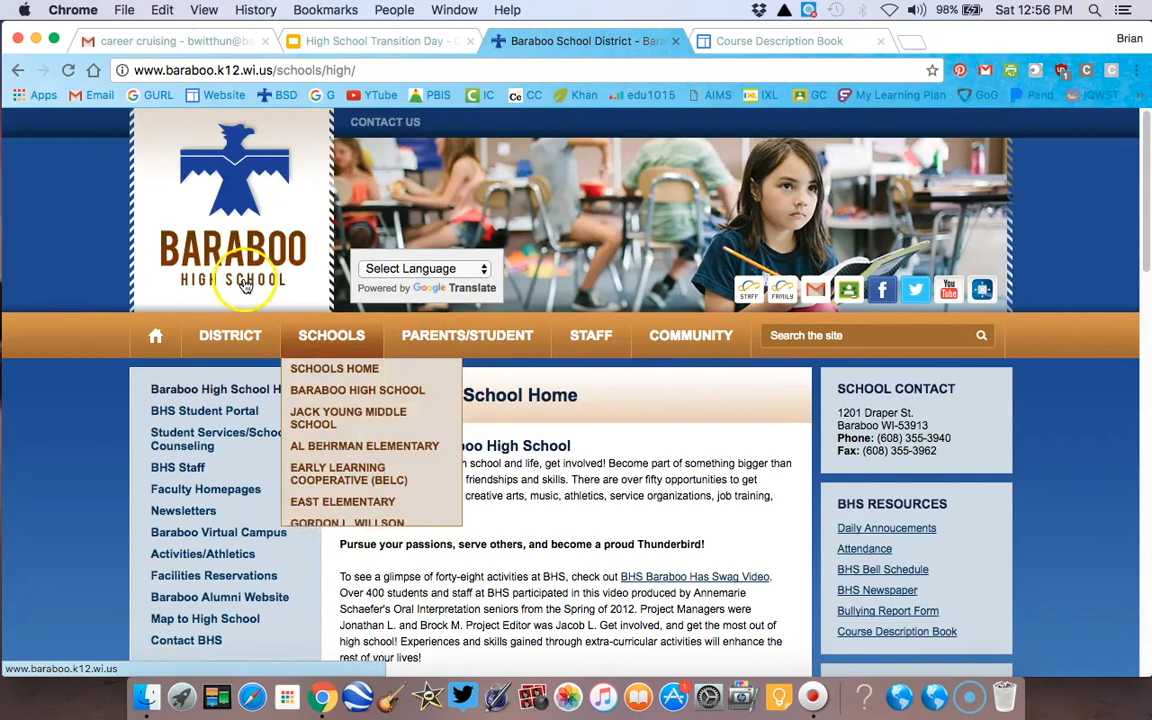 Chrome File Edit View History Bookmarks People Window Help 98% Sat 12:56 PM
career cruising - bwitthun@b
High School Transition Day - G
Baraboo School District - Bara
Course Description Book
Brian
www.baraboo.k12.wi.us/schools/high/
Apps Email GURL Website BSD G YTube PBIS IC CC Khan edu1015 AIMS IXL GC My Learning Plan GoG Pand JQWST
CONTACT US
BARABOO
HIGH SCHOOL
Select Language
Powered by Google Translate
STAFF FAMILY You Tube
DISTRICT SCHOOLS PARENTS/STUDENT STAFF COMMUNITY Search the site
SCHOOLS HOME
BARABOO HIGH SCHOOL
JACK YOUNG MIDDLE
SCHOOL
AL BEHRMAN ELEMENTARY
EARLY LEARNING
COOPERATIVE (BELC)
EAST ELEMENTARY
GORDON L. WILLSON
Baraboo High School H
BHS Student Portal
Student Services/Schoo
Counseling
BHS Staff
Faculty Homepages
Newsletters
Baraboo Virtual Campus
Activities/Athletics
Facilities Reservations
Baraboo Alumni Website
Map to High School
Contact BHS
School Home
oo High School
h school and life, get involved! Become part of something bigger than
friendships and skills. There are over fifty opportunities to get
creative arts, music, athletics, service organizations, job training,
Pursue your passions, serve others, and become a proud Thunderbird!
To see a glimpse of forty-eight activities at BHS, check out BHS Baraboo Has Swag Video.
Over 400 students and staff at BHS participated in this video produced by Annemarie
Schaefer's Oral Interpretation seniors from the Spring of 2012. Project Managers were
Jonathan L. and Brock M. Project Editor was Jacob L. Get involved, and get the most out of
high school! Experiences and skills gained through extra-curricular activities will enhance
the rest of your lives!
SCHOOL CONTACT
1201 Draper St.
Baraboo WI-53913
Phone: (608) 355-3940
Fax: (608) 355-3962
BHS RESOURCES
Daily Annoucements
Attendance
BHS Bell Schedule
BHS Newspaper
Bullying Report Form
Course Description Book
www.baraboo.k12.wi.us